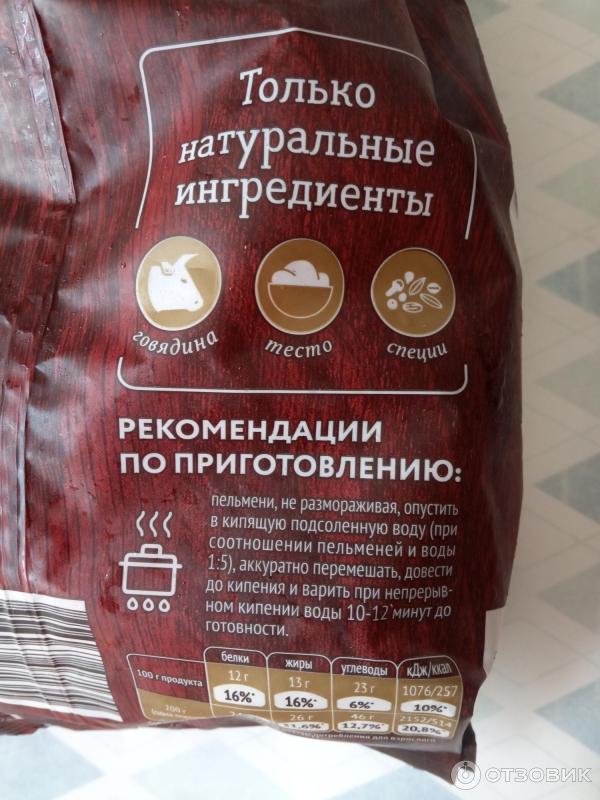 Только
натуральные
ингредиенты
говядина
тесто
специи
РЕКОМЕНДАЦИИ
ПО ПРИГОТОВЛЕНИЮ:
пельмени, не размораживая, опустить
в кипящую подсоленную воду (при
соотношении пельменей и воды
1:5), аккуратно перемешать, довести
до кипения и варить при непрерыв-
ном кипении воды 10-12 минут до
готовности.
белки жиры углеводы кДж/ккал
100 г продукта 12 г 13 г 23 г 1076/257
16%* 16%* 6%* 10%*
200 г 26 г 46 г 2152/514
12,7%* 20,8%*
ОТЗОВИК